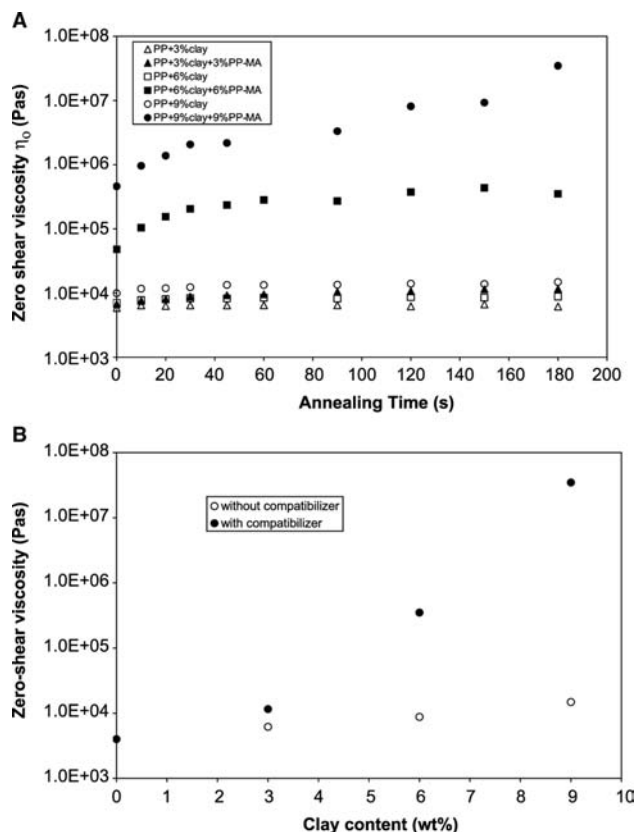 A
1.0E+08
1.0E+07
1.0E+06
1.0E+05
1.0E+04
1.0E+03
Zero shear viscosity ηo (Pas)
PP+3%clay
PP+3%clay+3%PP-MA
PP+6%clay
PP+6%clay+6%PP-MA
PP+9%clay
PP+9%clay+9%PP-MA
0 20 40 60 80 100 120 140 160 180 200
Annealing Time (s)
B
1.0E+08
1.0E+07
1.0E+06
1.0E+05
1.0E+04
1.0E+03
Zero-shear viscosity (Pas)
without compatibilizer
with compatibilizer
0 1 2 3 4 5 6 7 8 9 10
Clay content (wt%)